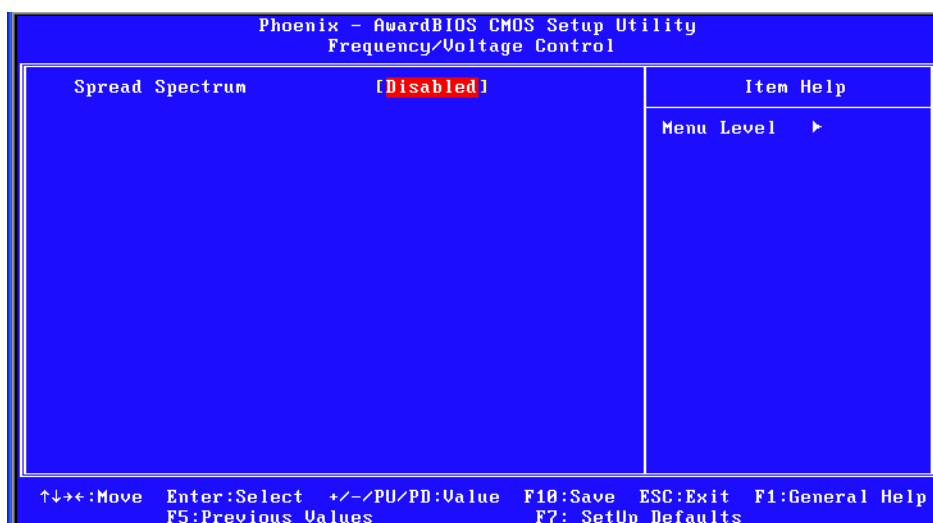 Phoenix - AwardBIOS CMOS Setup Utility
Frequency/Voltage Control
Spread Spectrum [Disabled]
Item Help
Menu Level ►
↑↓→←:Move Enter:Select +/-/PU/PD:Value F10:Save ESC:Exit F1:General Help
F5:Previous Values F7: SetUp Defaults